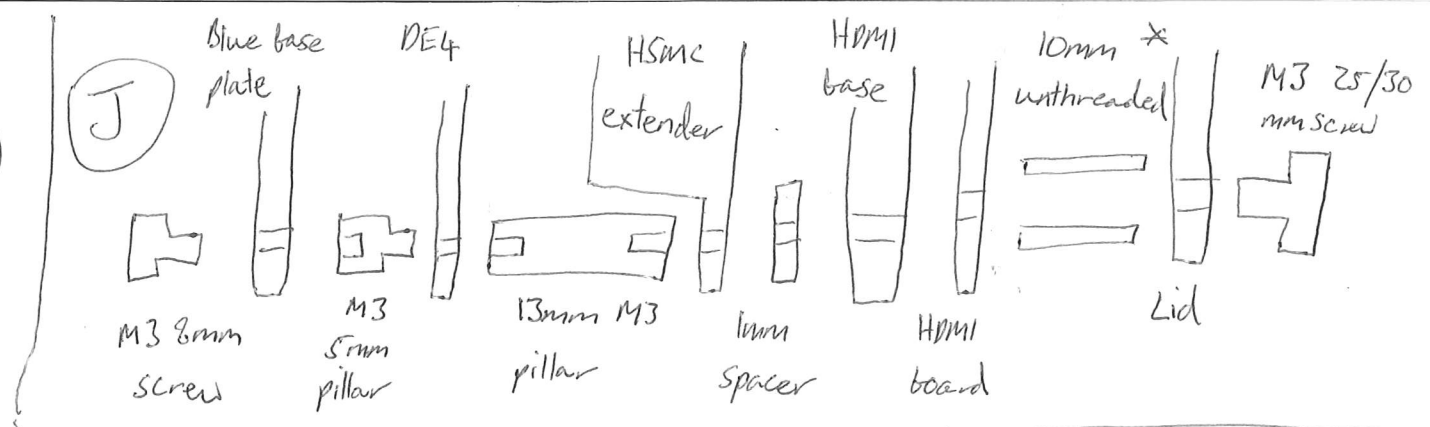 J
Blue base
plate
DE4
HSMC
extender
HDMI
base
10mm *
unthreaded
M3 25/30
mm screw
M3 8mm
screw
M3
5mm
pillar
13mm M3
pillar
1mm
spacer
HDMI
board
Lid